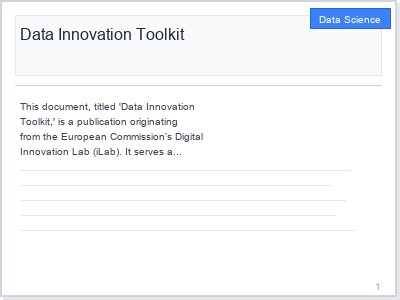 Data Science
Data Innovation Toolkit
This document, titled 'Data Innovation
Toolkit,' is a publication originating
from the European Commission's Digital
Innovation Lab (iLab). It serves a...
1